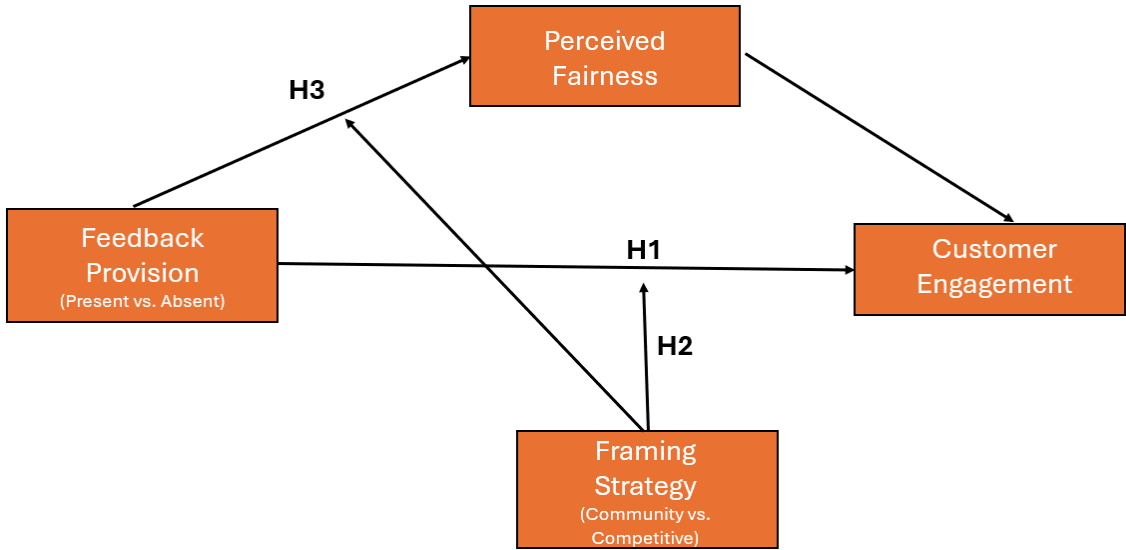 Perceived
Fairness
H3
Feedback
Provision
(Present vs. Absent)
H1
Customer
Engagement
H2
Framing
Strategy
(Community vs.
Competitive)